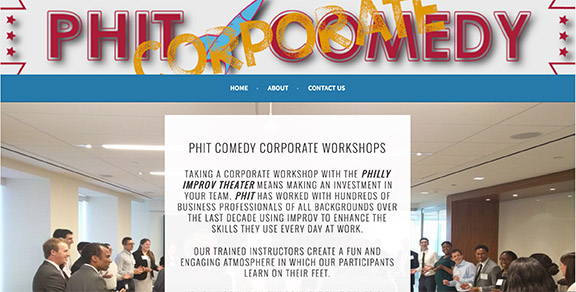 PHIT COMEDY
CORPORATE
HOME · ABOUT · CONTACT US
PHIT COMEDY CORPORATE WORKSHOPS
TAKING A CORPORATE WORKSHOP WITH THE PHILLY
IMPROV THEATER MEANS MAKING AN INVESTMENT IN
YOUR TEAM. PHIT HAS WORKED WITH HUNDREDS OF
BUSINESS PROFESSIONALS OF ALL BACKGROUNDS OVER
THE LAST DECADE USING IMPROV TO ENHANCE THE
SKILLS THEY USE EVERY DAY AT WORK.
OUR TRAINED INSTRUCTORS CREATE A FUN AND
ENGAGING ATMOSPHERE IN WHICH OUR PARTICIPANTS
LEARN ON THEIR FEET.